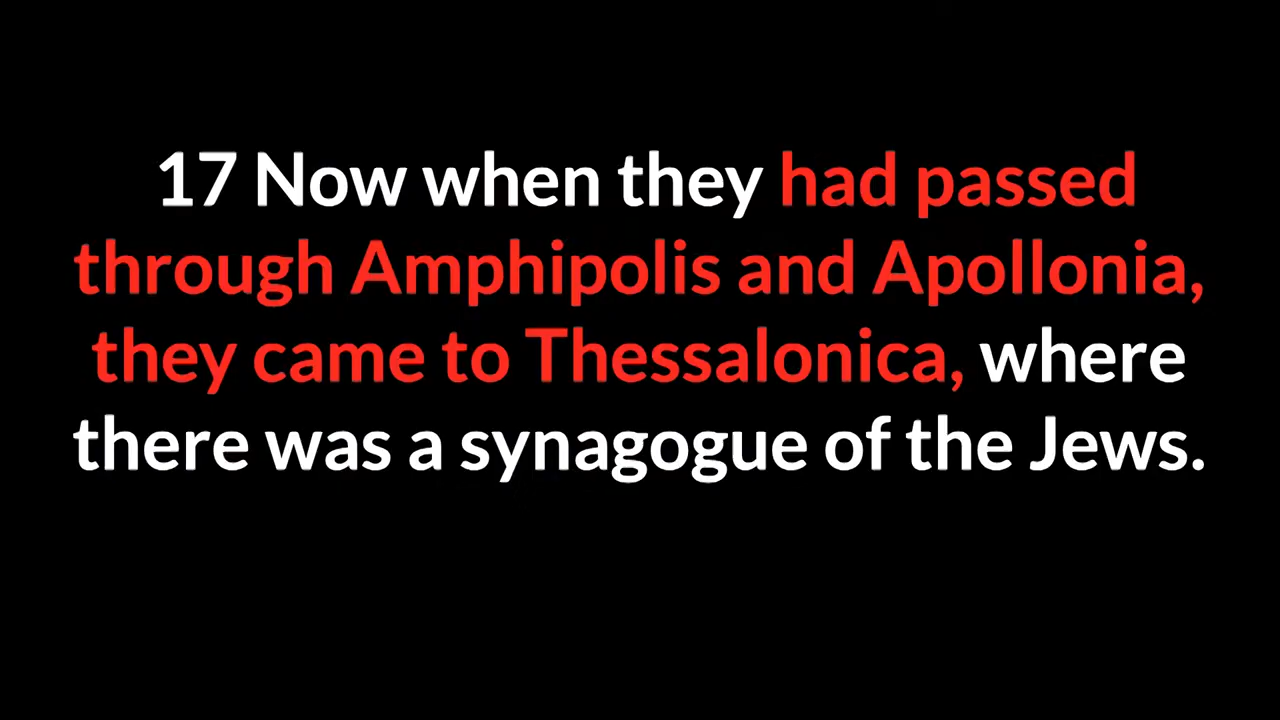 17 Now when they had passed
through Amphipolis and Apollonia,
they came to Thessalonica, where
there was a synagogue of the Jews.